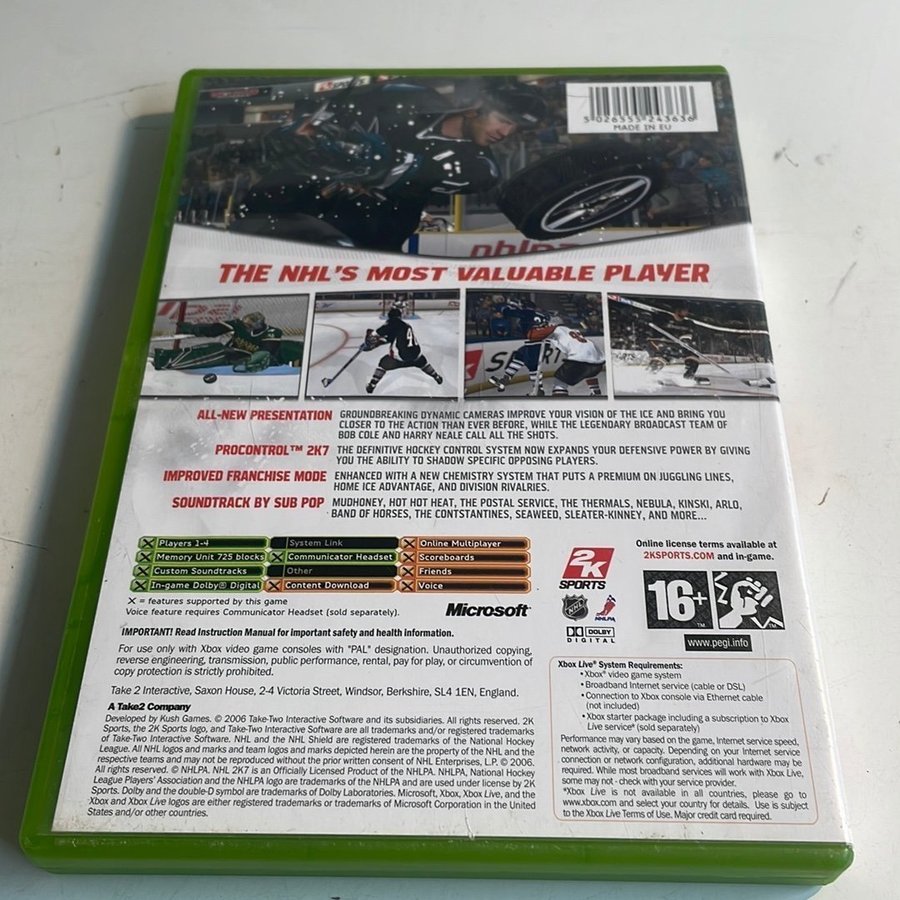 5 026555 243636
MADE IN EU
THE NHL'S MOST VALUABLE PLAYER
ALL-NEW PRESENTATION GROUNDBREAKING DYNAMIC CAMERAS IMPROVE YOUR VISION OF THE ICE AND BRING YOU
CLOSER TO THE ACTION THAN EVER BEFORE, WHILE THE LEGENDARY BROADCAST TEAM OF
BOB COLE AND HARRY NEALE CALL ALL THE SHOTS.
PROCONTROL™ 2K7 THE DEFINITIVE HOCKEY CONTROL SYSTEM NOW EXPANDS YOUR DEFENSIVE POWER BY GIVING
YOU THE ABILITY TO SHADOW SPECIFIC OPPOSING PLAYERS.
IMPROVED FRANCHISE MODE ENHANCED WITH A NEW CHEMISTRY SYSTEM THAT PUTS A PREMIUM ON JUGGLING LINES,
HOME ICE ADVANTAGE, AND DIVISION RIVALRIES.
SOUNDTRACK BY SUB POP MUDHONEY, HOT HOT HEAT, THE POSTAL SERVICE, THE THERMALS, NEBULA, KINSKI, ARLO,
BAND OF HORSES, THE CONTSTANTINES, SEAWEED, SLEATER-KINNEY, AND MORE...
X Players 1-4 System Link X Online Multiplayer
X Memory Unit 725 blocks X Communicator Headset X Scoreboards
X Custom Soundtracks Other X Friends
X In-game Dolby® Digital X Content Download X Voice
X = features supported by this game
Voice feature requires Communicator Headset (sold separately).
Microsoft
2K
SPORTS
NHL
NHLPA
DOLBY
DIGITAL
Online license terms available at
2KSPORTS.COM and in-game.
16+
™
www.pegi.info
IMPORTANT! Read Instruction Manual for important safety and health information.
For use only with Xbox video game consoles with "PAL" designation. Unauthorized copying,
reverse engineering, transmission, public performance, rental, pay for play, or circumvention of
copy protection is strictly prohibited.
Take 2 Interactive, Saxon House, 2-4 Victoria Street, Windsor, Berkshire, SL4 1EN, England.
A Take2 Company
Developed by Kush Games. © 2006 Take-Two Interactive Software and its subsidiaries. All rights reserved. 2K
Sports, the 2K Sports logo, and Take-Two Interactive Software are all trademarks and/or registered trademarks
of Take-Two Interactive Software. NHL and the NHL Shield are registered trademarks of the National Hockey
League. All NHL logos and marks and team logos and marks depicted herein are the property of the NHL and the
respective teams and may not be reproduced without the prior written consent of NHL Enterprises, L.P. © 2006.
All rights reserved. © NHLPA. NHL 2K7 is an Officially Licensed Product of the NHLPA. NHLPA, National Hockey
League Players' Association and the NHLPA logo are trademarks of the NHLPA and are used under license by 2K
Sports. Dolby and the double-D symbol are trademarks of Dolby Laboratories. Microsoft, Xbox, Xbox Live, and the
Xbox and Xbox Live logos are either registered trademarks or trademarks of Microsoft Corporation in the United
States and/or other countries.
Xbox Live® System Requirements:
• Xbox® video game system
• Broadband Internet service (cable or DSL)
• Connection to Xbox console via Ethernet cable
(not included)
• Xbox starter package including a subscription to Xbox
Live service* (sold separately)
Performance may vary based on the game, Internet service speed,
network activity, or capacity. Depending on your Internet service
connection or network configuration, additional hardware may be
required. While most broadband services will work with Xbox Live,
some may not - check with your service provider.
*Xbox Live is not available in all countries, please go to
www.xbox.com and select your country for details. Use is subject
to the Xbox Live Terms of Use. Major credit card required.